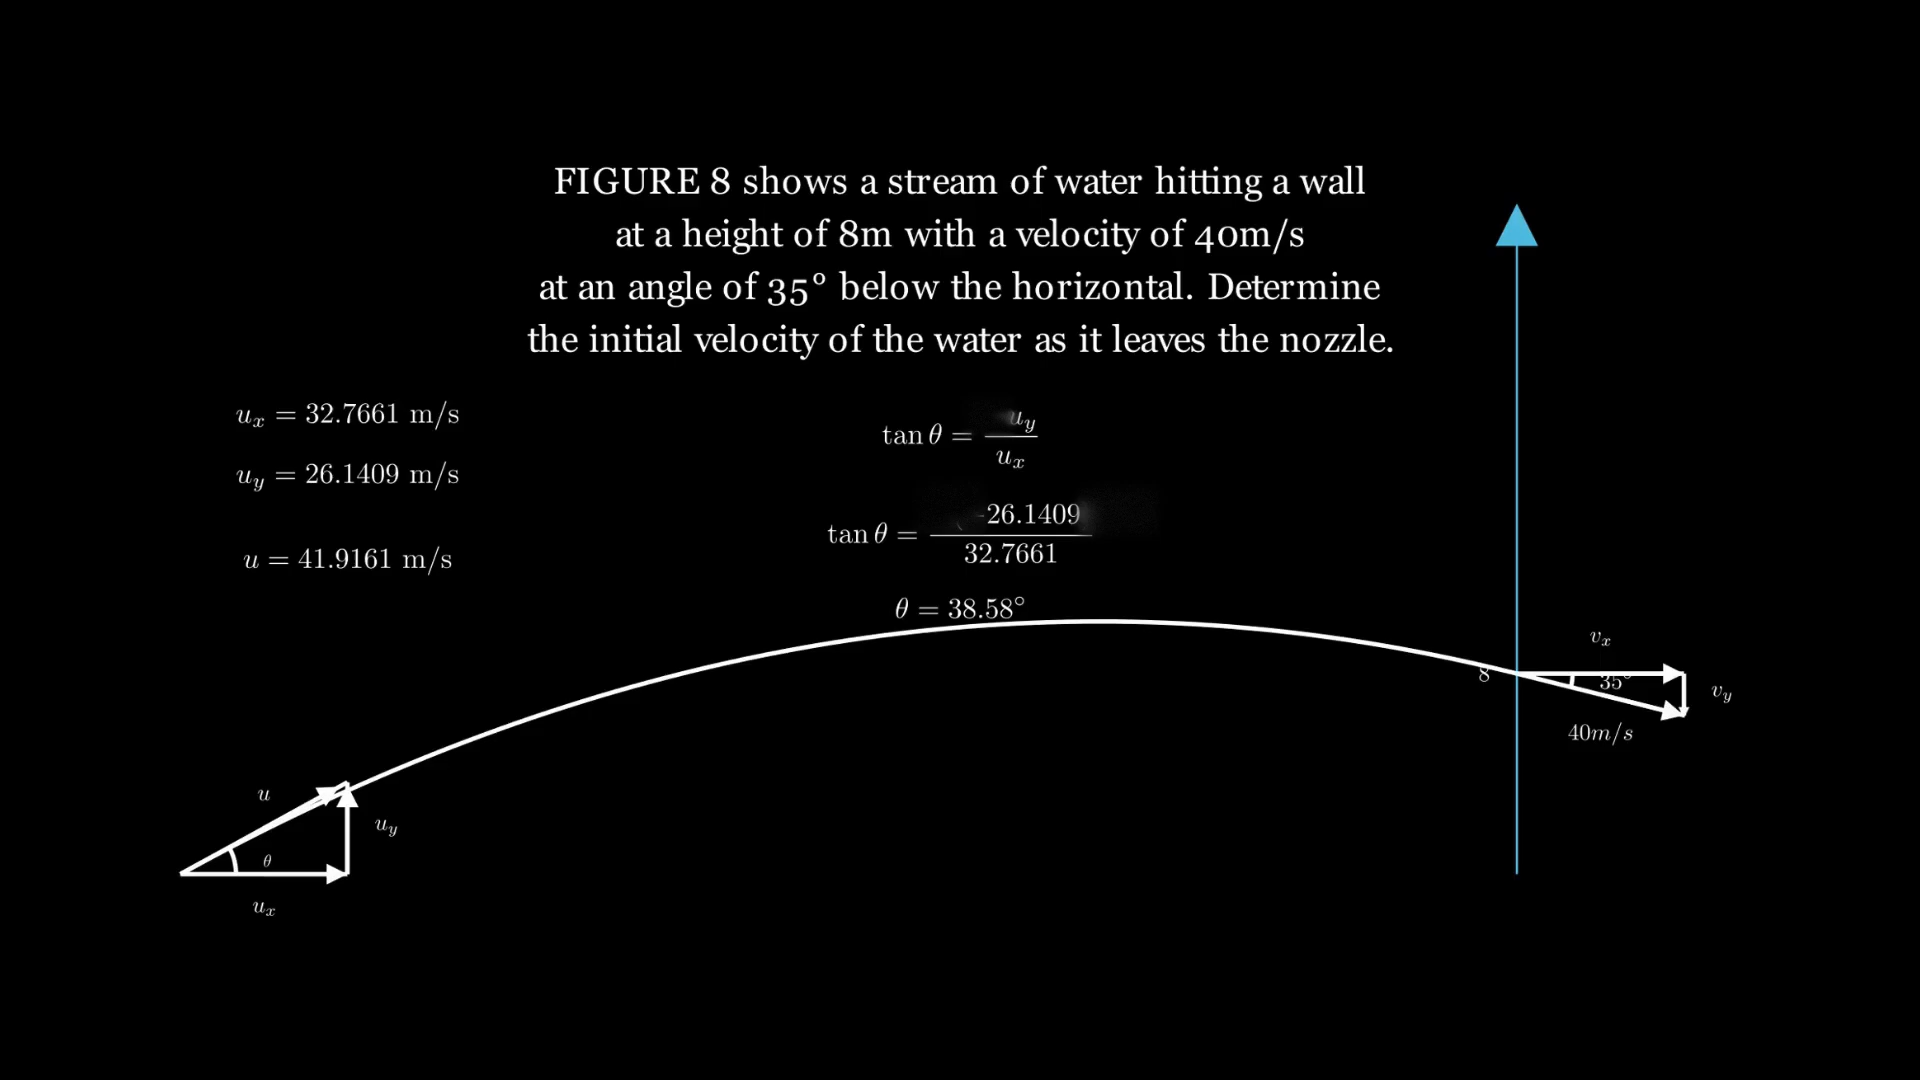 FIGURE 8 shows a stream of water hitting a wall
at a height of 8m with a velocity of 40m/s
at an angle of 35° below the horizontal. Determine
the initial velocity of the water as it leaves the nozzle.
u_x = 32.7661 m/s
u_y = 26.1409 m/s
u = 41.9161 m/s
tan θ = u_y / u_x
tan θ = -26.1409 / 32.7661
θ = 38.58°
v_x
8
35°
v_y
40m/s
u
u_y
θ
u_x